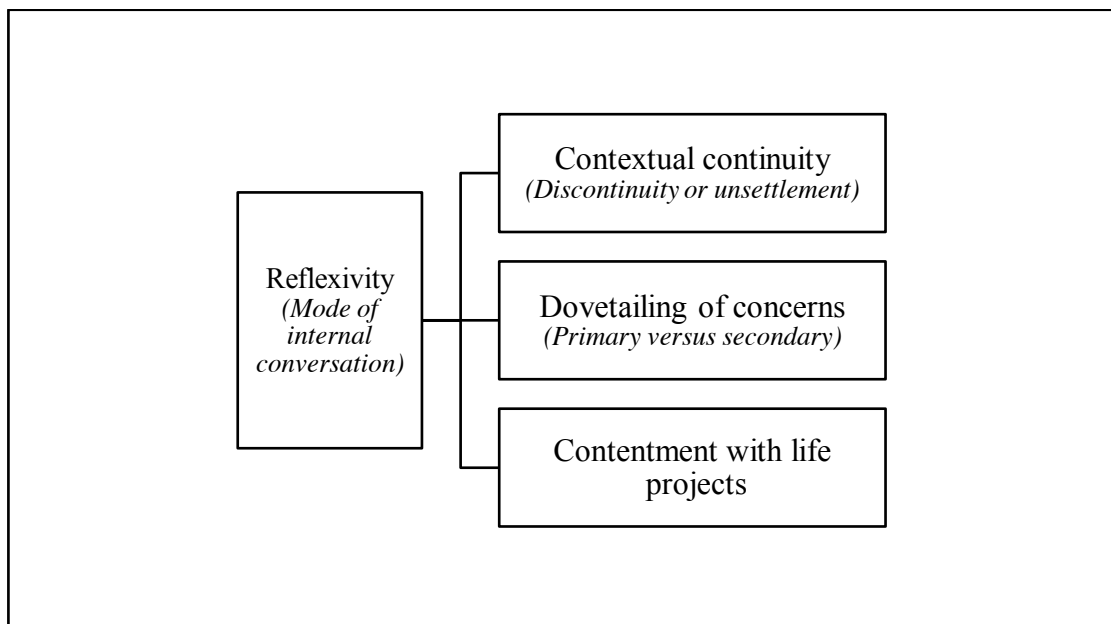 Reflexivity
(Mode of
internal
conversation)
Contextual continuity
(Discontinuity or unsettlement)
Dovetailing of concerns
(Primary versus secondary)
Contentment with life
projects